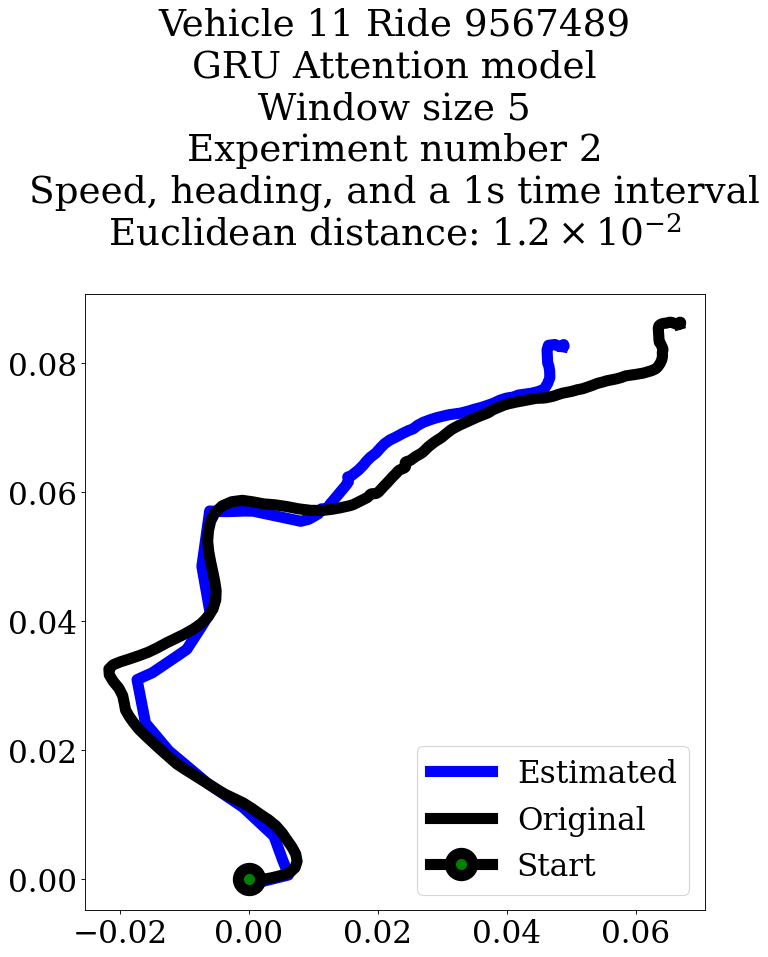 Vehicle 11 Ride 9567489
GRU Attention model
Window size 5
Experiment number 2
Speed, heading, and a 1s time interval
Euclidean distance: 1.2 × 10⁻²
0.08
0.06
0.04
0.02
0.00
Estimated
Original
Start
−0.02 0.00 0.02 0.04 0.06